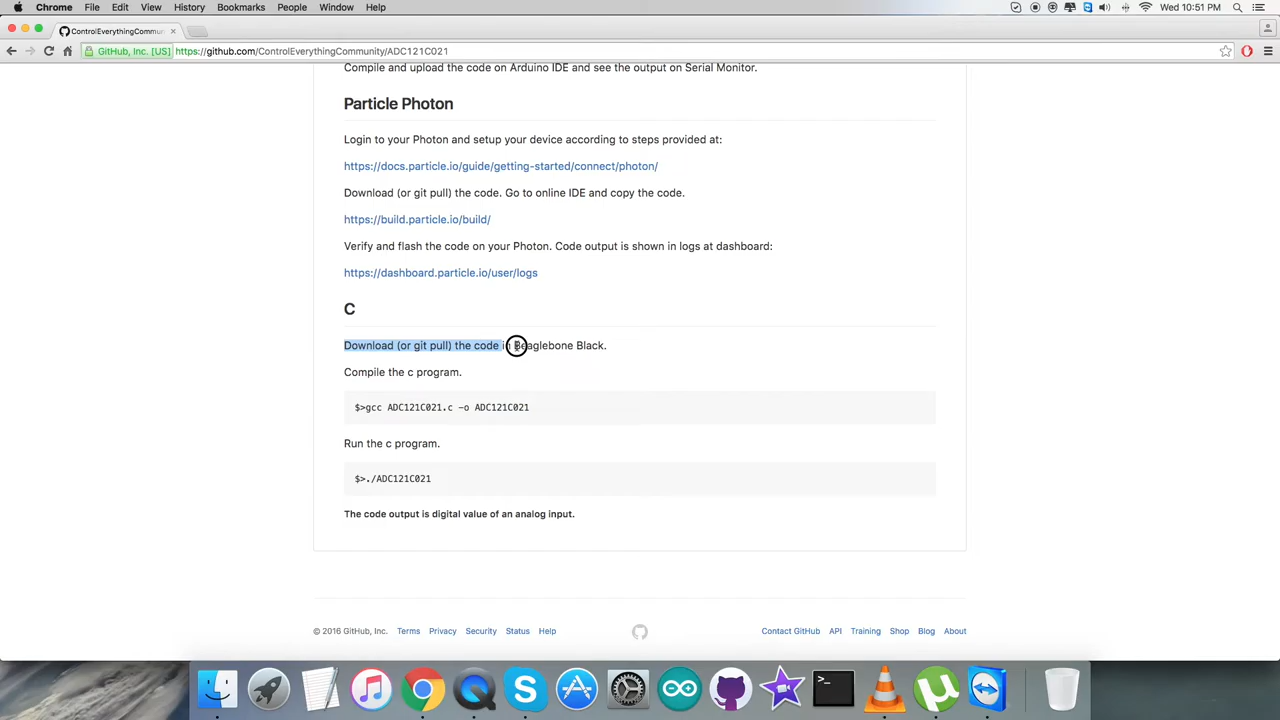 Chrome File Edit View History Bookmarks People Window Help Wed 10:51 PM
ControlEverythingCommun
GitHub, Inc. [US] https://github.com/ControlEverythingCommunity/ADC121C021
Compile and upload the code on Arduino IDE and see the output on Serial Monitor.
Particle Photon
Login to your Photon and setup your device according to steps provided at:
https://docs.particle.io/guide/getting-started/connect/photon/
Download (or git pull) the code. Go to online IDE and copy the code.
https://build.particle.io/build/
Verify and flash the code on your Photon. Code output is shown in logs at dashboard:
https://dashboard.particle.io/user/logs
C
Download (or git pull) the code in Beaglebone Black.
Compile the c program.
$>gcc ADC121C021.c -o ADC121C021
Run the c program.
$>./ADC121C021
The code output is digital value of an analog input.
© 2016 GitHub, Inc. Terms Privacy Security Status Help Contact GitHub API Training Shop Blog About